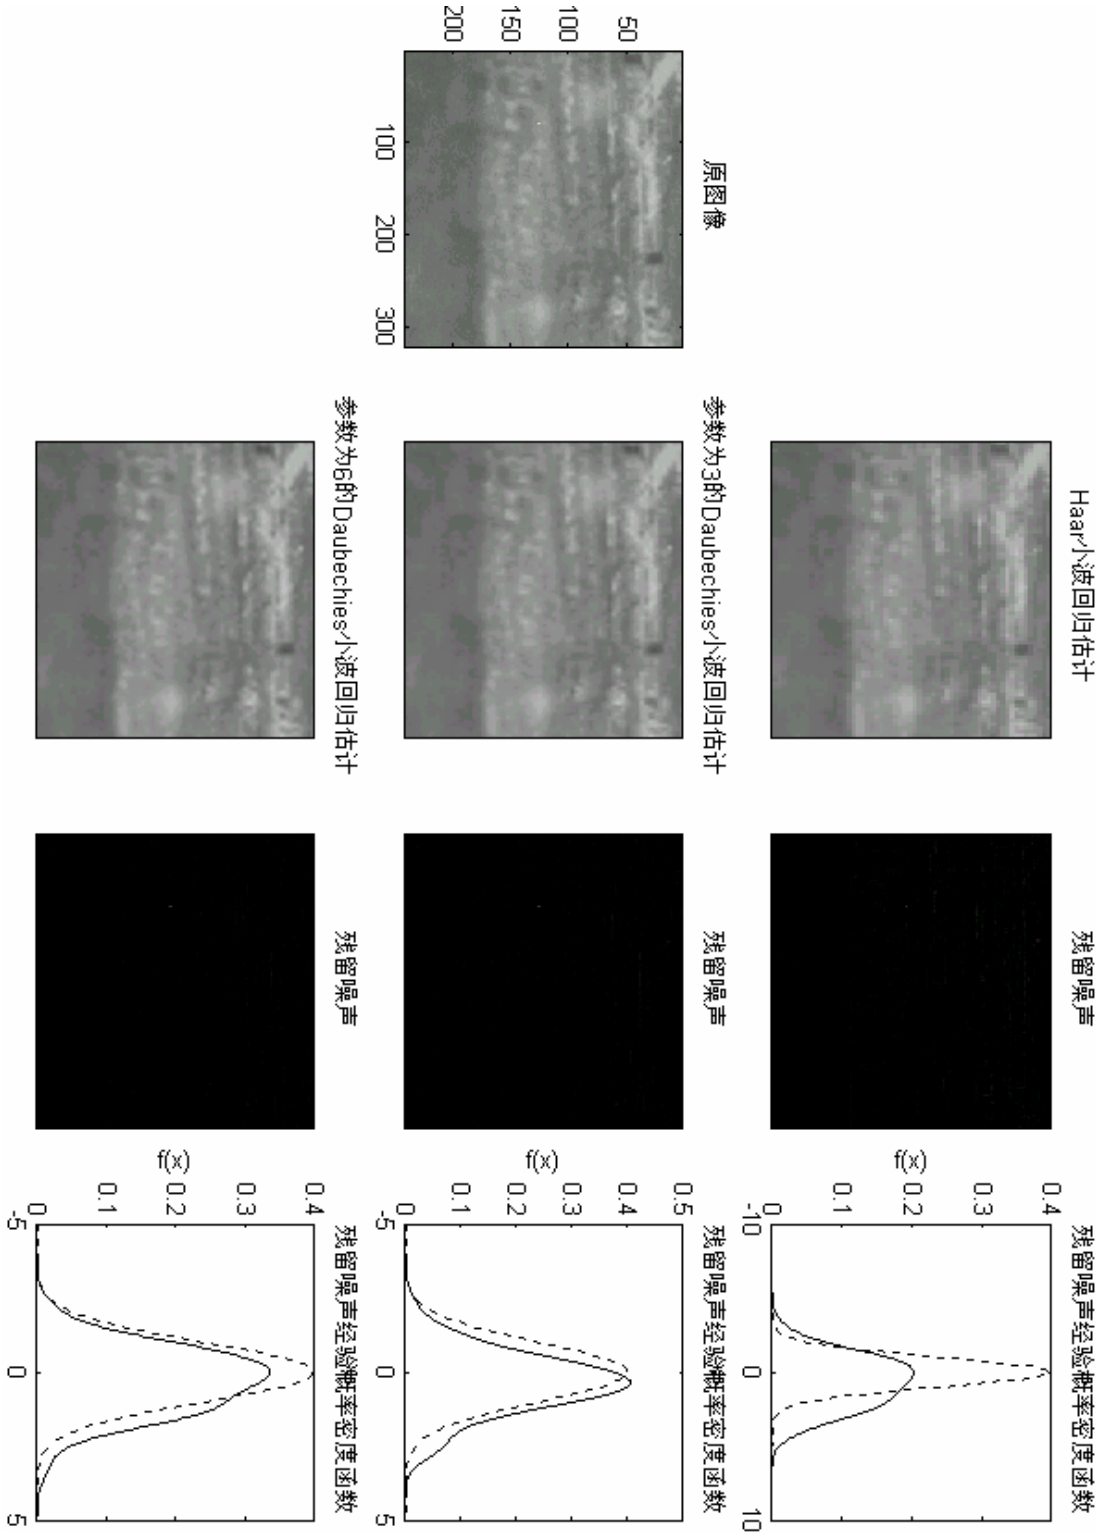 Haar小波回归估计
残留噪声
残留噪声经验概率密度函数
0.4
0.3
0.2
0.1
0
f(x)
-10 0 10
原图像
50
100
150
200
100 200 300
参数为3的Daubechies小波回归估计
残留噪声
残留噪声经验概率密度函数
0.5
0.4
0.3
0.2
0.1
0
f(x)
-5 0 5
参数为6的Daubechies小波回归估计
残留噪声
残留噪声经验概率密度函数
0.4
0.3
0.2
0.1
0
f(x)
-5 0 5